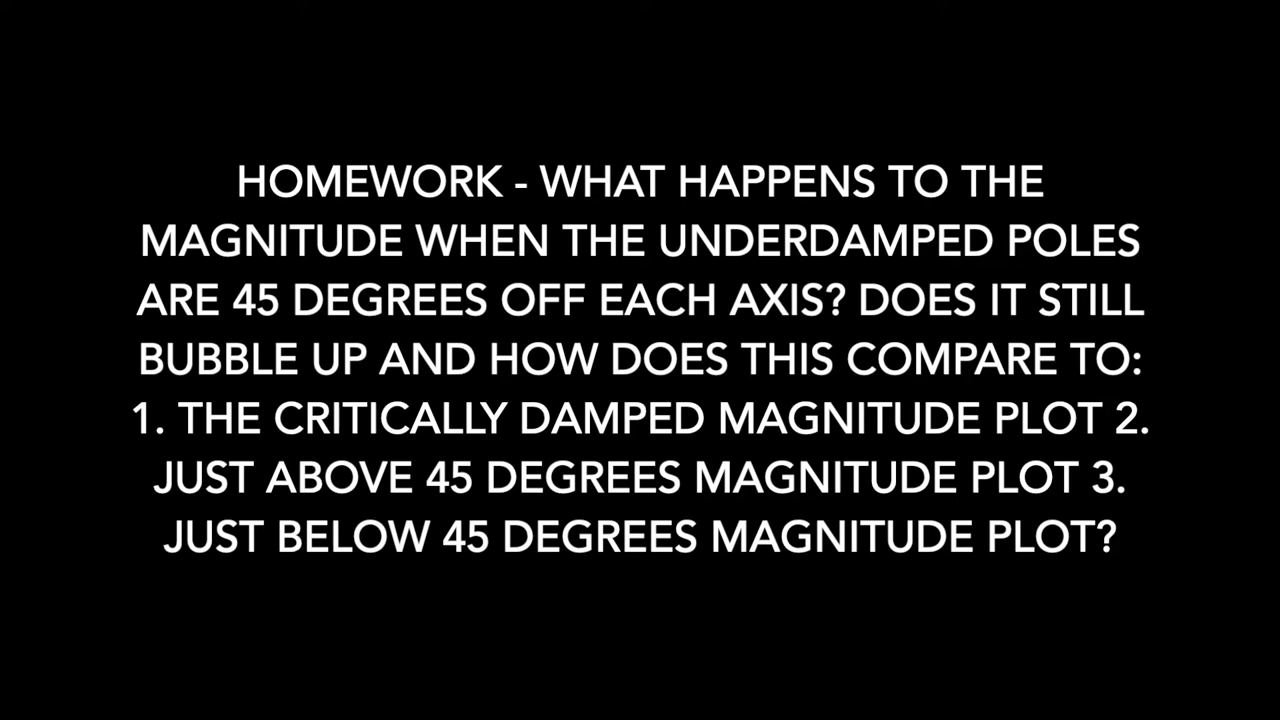 HOMEWORK - WHAT HAPPENS TO THE
MAGNITUDE WHEN THE UNDERDAMPED POLES
ARE 45 DEGREES OFF EACH AXIS? DOES IT STILL
BUBBLE UP AND HOW DOES THIS COMPARE TO:
1. THE CRITICALLY DAMPED MAGNITUDE PLOT 2.
JUST ABOVE 45 DEGREES MAGNITUDE PLOT 3.
JUST BELOW 45 DEGREES MAGNITUDE PLOT?